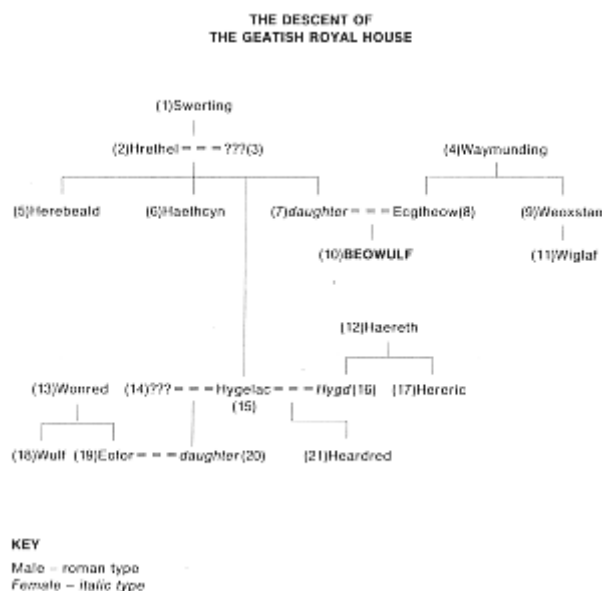 THE DESCENT OF
THE GEATISH ROYAL HOUSE
(1)Swerting
(2)Hrethel – – – ???(3)
(4)Waymunding
(5)Herebeald (6)Haethcyn (7)daughter – – – Ecgtheow(8) (9)Weoxstan
(10)BEOWULF (11)Wiglaf
(12)Haereth
(13)Wonred (14)??? – – – Hygelac – – – Hygd(16) (17)Hereric
(15)
(18)Wulf (19)Eofor – – – daughter(20) (21)Heardred
KEY
Male – roman type
Female – italic type